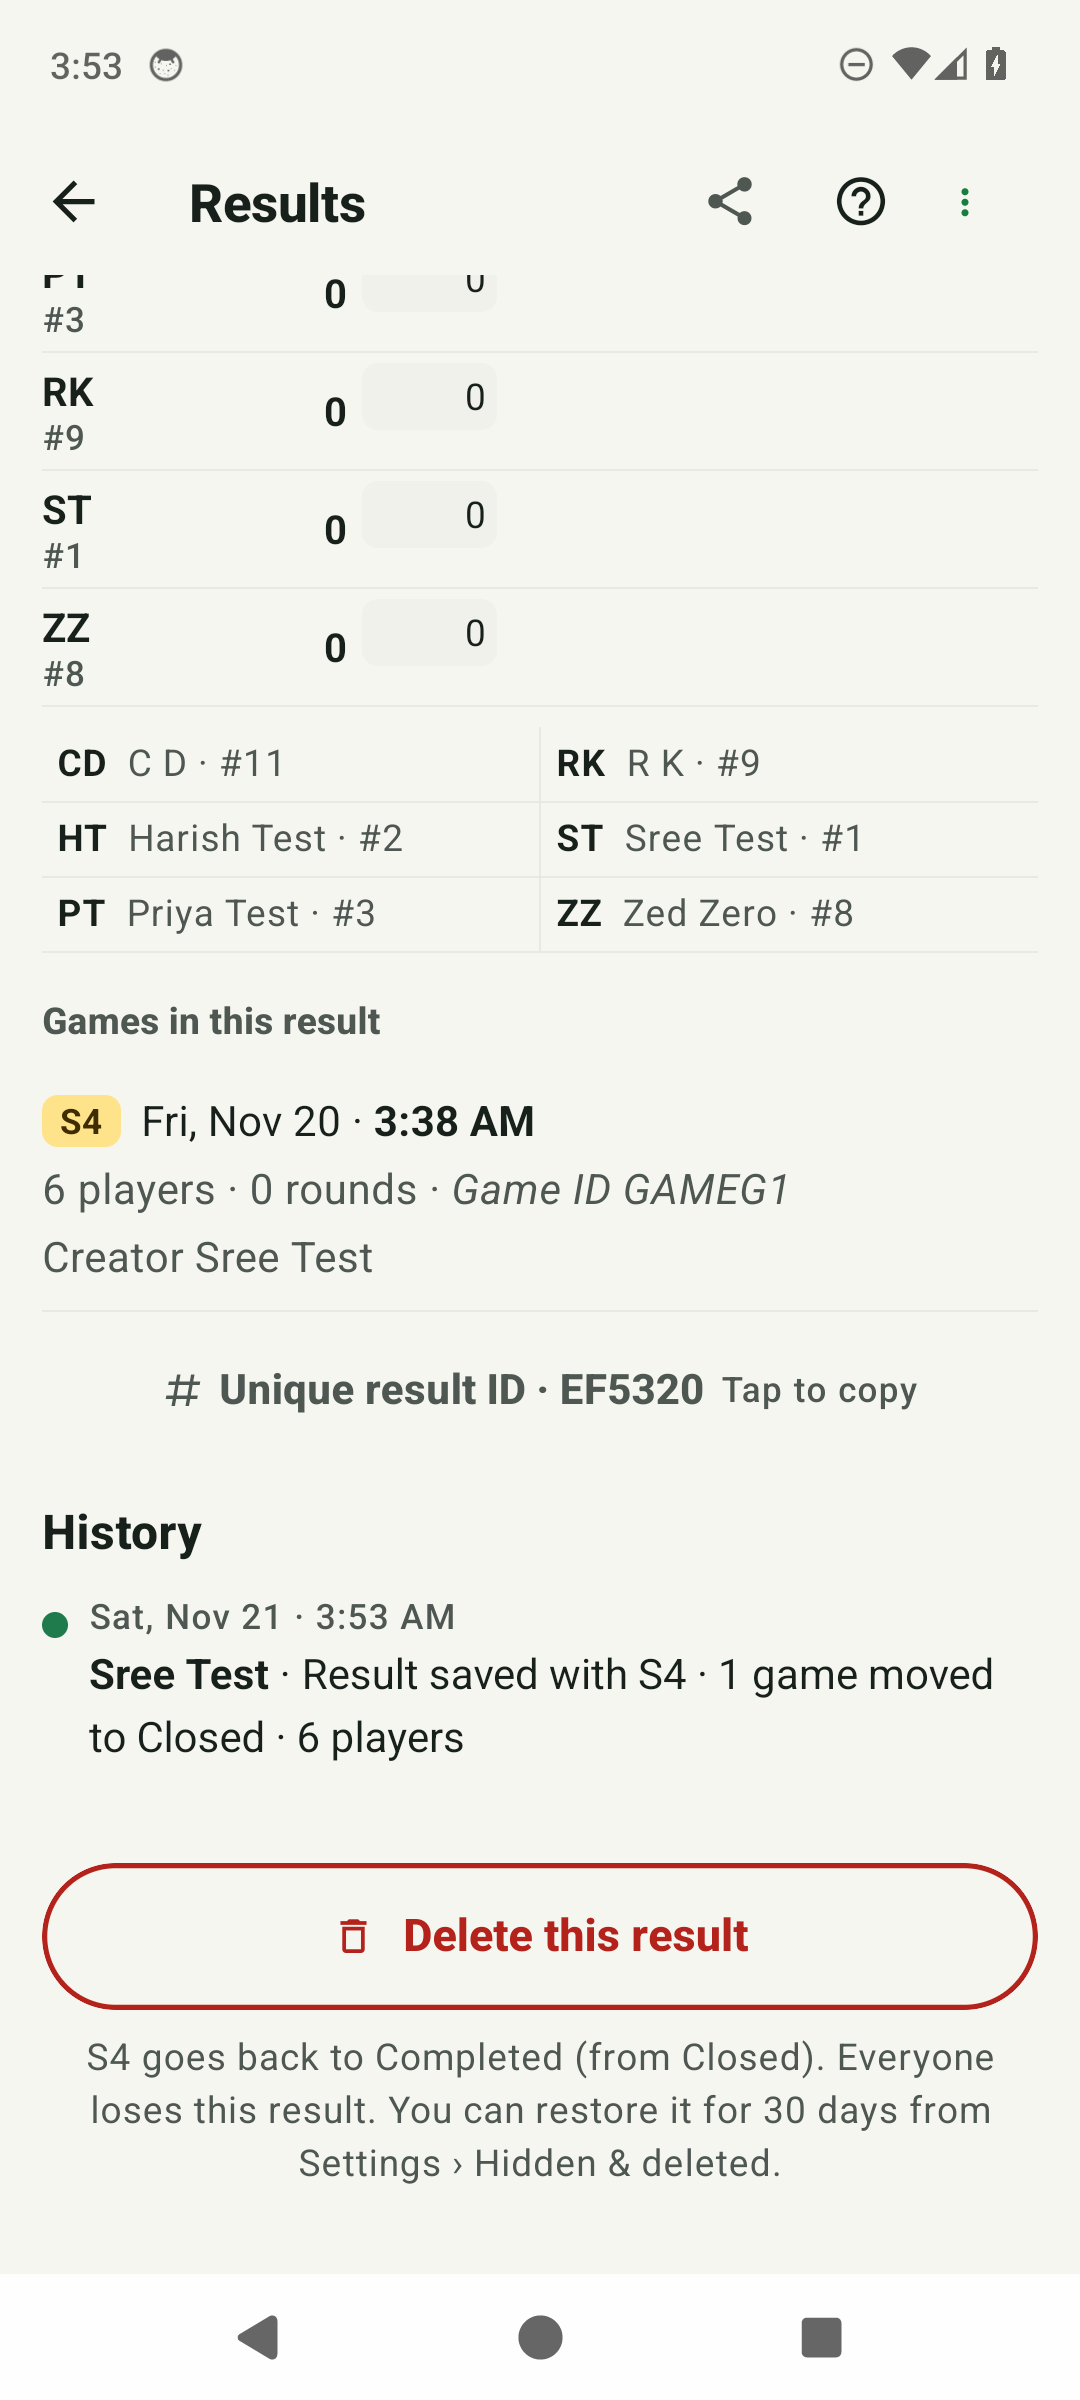 3:53
Results
PT
0 0
#3
RK
0 0
#9
ST
0 0
#1
ZZ
0 0
#8
CD C D · #11
RK R K · #9
HT Harish Test · #2
ST Sree Test · #1
PT Priya Test · #3
ZZ Zed Zero · #8
Games in this result
S4 Fri, Nov 20 · 3:38 AM
6 players · 0 rounds · Game ID GAMEG1
Creator Sree Test
# Unique result ID · EF5320 Tap to copy
History
Sat, Nov 21 · 3:53 AM
Sree Test · Result saved with S4 · 1 game moved
to Closed · 6 players
Delete this result
S4 goes back to Completed (from Closed). Everyone
loses this result. You can restore it for 30 days from
Settings › Hidden & deleted.